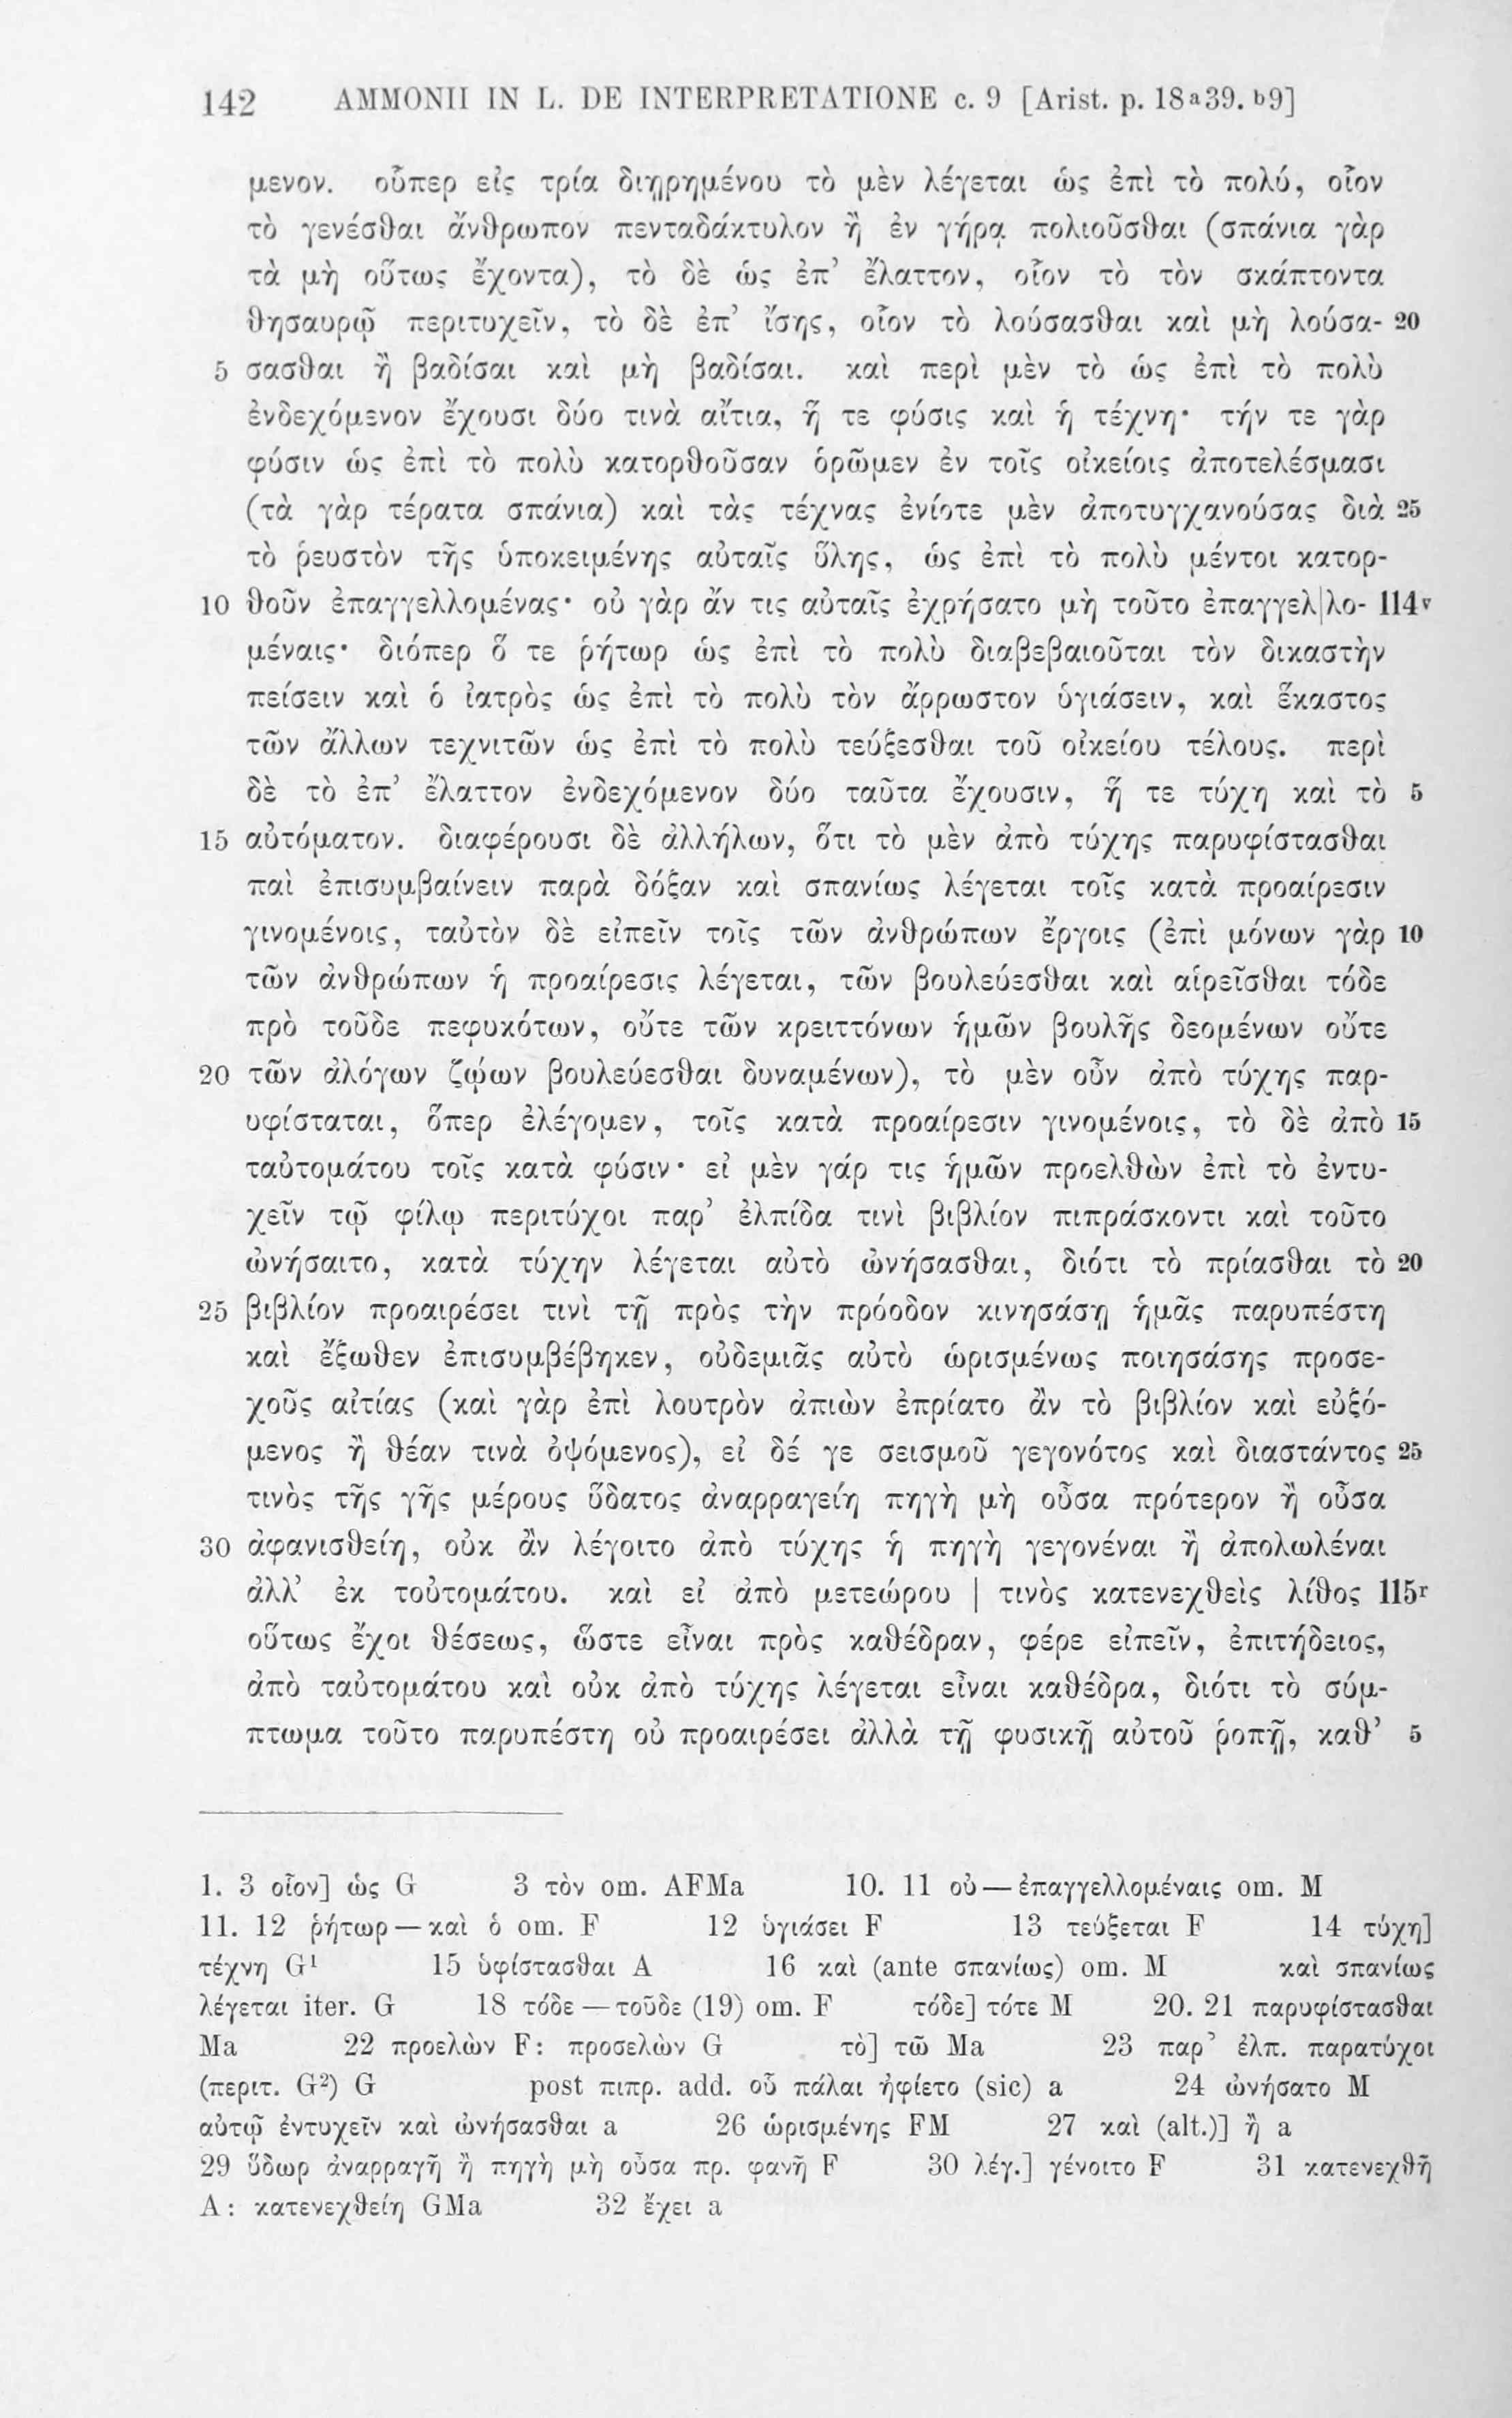 142 AMMONII IN L. DE INTERPRETATIONE c. 9 [Arist. p. 18ᵃ39. ᵇ9]
μενον. οὗπερ εἰς τρία διῃρημένου τὸ μὲν λέγεται ὡς ἐπὶ τὸ πολύ, οἷον
τὸ γενέσθαι ἄνθρωπον πενταδάκτυλον ἢ ἐν γήρᾳ πολιοῦσθαι (σπάνια γὰρ
τὰ μὴ οὕτως ἔχοντα), τὸ δὲ ὡς ἐπ’ ἔλαττον, οἷον τὸ τὸν σκάπτοντα
θησαυρῷ περιτυχεῖν, τὸ δὲ ἐπ’ ἴσης, οἷον τὸ λούσασθαι καὶ μὴ λούσα- 20
5 σασθαι ἢ βαδίσαι καὶ μὴ βαδίσαι. καὶ περὶ μὲν τὸ ὡς ἐπὶ τὸ πολὺ
ἐνδεχόμενον ἔχουσι δύο τινὰ αἴτια, ἥ τε φύσις καὶ ἡ τέχνη· τήν τε γὰρ
φύσιν ὡς ἐπὶ τὸ πολὺ κατορθοῦσαν ὁρῶμεν ἐν τοῖς οἰκείοις ἀποτελέσμασι
(τὰ γὰρ τέρατα σπάνια) καὶ τὰς τέχνας ἐνίοτε μὲν ἀποτυγχανούσας διὰ 25
τὸ ῥευστὸν τῆς ὑποκειμένης αὐταῖς ὕλης, ὡς ἐπὶ τὸ πολὺ μέντοι κατορ-
10 θοῦν ἐπαγγελλομένας· οὐ γὰρ ἄν τις αὐταῖς ἐχρήσατο μὴ τοῦτο ἐπαγγελ|λο- 114ᵛ
μέναις· διόπερ ὅ τε ῥήτωρ ὡς ἐπὶ τὸ πολὺ διαβεβαιοῦται τὸν δικαστὴν
πείσειν καὶ ὁ ἰατρὸς ὡς ἐπὶ τὸ πολὺ τὸν ἄρρωστον ὑγιάσειν, καὶ ἕκαστος
τῶν ἄλλων τεχνιτῶν ὡς ἐπὶ τὸ πολὺ τεύξεσθαι τοῦ οἰκείου τέλους. περὶ
δὲ τὸ ἐπ’ ἔλαττον ἐνδεχόμενον δύο ταῦτα ἔχουσιν, ἥ τε τύχη καὶ τὸ 5
15 αὐτόματον. διαφέρουσι δὲ ἀλλήλων, ὅτι τὸ μὲν ἀπὸ τύχης παρυφίστασθαι
παὶ ἐπισυμβαίνειν παρὰ δόξαν καὶ σπανίως λέγεται τοῖς κατὰ προαίρεσιν
γινομένοις, ταὐτὸν δὲ εἰπεῖν τοῖς τῶν ἀνθρώπων ἔργοις (ἐπὶ μόνων γὰρ 10
τῶν ἀνθρώπων ἡ προαίρεσις λέγεται, τῶν βουλεύεσθαι καὶ αἱρεῖσθαι τόδε
πρὸ τοῦδε πεφυκότων, οὔτε τῶν κρειττόνων ἡμῶν βουλῆς δεομένων οὔτε
20 τῶν ἀλόγων ζῴων βουλεύεσθαι δυναμένων), τὸ μὲν οὖν ἀπὸ τύχης παρ-
υφίσταται, ὅπερ ἐλέγομεν, τοῖς κατὰ προαίρεσιν γινομένοις, τὸ δὲ ἀπὸ 15
ταὐτομάτου τοῖς κατὰ φύσιν· εἰ μὲν γάρ τις ἡμῶν προελθὼν ἐπὶ τὸ ἐντυ-
χεῖν τῷ φίλῳ περιτύχοι παρ’ ἐλπίδα τινὶ βιβλίον πιπράσκοντι καὶ τοῦτο
ὠνήσαιτο, κατὰ τύχην λέγεται αὐτὸ ὠνήσασθαι, διότι τὸ πρίασθαι τὸ 20
25 βιβλίον προαιρέσει τινὶ τῇ πρὸς τὴν πρόοδον κινησάσῃ ἡμᾶς παρυπέστη
καὶ ἔξωθεν ἐπισυμβέβηκεν, οὐδεμιᾶς αὐτὸ ὡρισμένως ποιησάσης προσε-
χοῦς αἰτίας (καὶ γὰρ ἐπὶ λουτρὸν ἀπιὼν ἐπρίατο ἂν τὸ βιβλίον καὶ εὐξό-
μενος ἢ θέαν τινὰ ὀψόμενος), εἰ δέ γε σεισμοῦ γεγονότος καὶ διαστάντος 25
τινὸς τῆς γῆς μέρους ὕδατος ἀναρραγείη πηγὴ μὴ οὖσα πρότερον ἢ οὖσα
30 ἀφανισθείη, οὐκ ἂν λέγοιτο ἀπὸ τύχης ἡ πηγὴ γεγονέναι ἢ ἀπολωλέναι
ἀλλ’ ἐκ τοὐτομάτου. καὶ εἰ ἀπὸ μετεώρου | τινὸς κατενεχθεὶς λίθος 115ʳ
οὕτως ἔχοι θέσεως, ὥστε εἶναι πρὸς καθέδραν, φέρε εἰπεῖν, ἐπιτήδειος,
ἀπὸ ταὐτομάτου καὶ οὐκ ἀπὸ τύχης λέγεται εἶναι καθέδρα, διότι τὸ σύμ-
πτωμα τοῦτο παρυπέστη οὐ προαιρέσει ἀλλὰ τῇ φυσικῇ αὐτοῦ ῥοπῇ, καθ’ 5
1. 3 οἷον] ὡς G 3 τὸν om. AFMa 10. 11 οὐ—ἐπαγγελλομέναις om. M
11. 12 ῥήτωρ—καὶ ὁ om. F 12 ὑγιάσει F 13 τεύξεται F 14 τύχη]
τέχνη G¹ 15 ὑφίστασθαι A 16 καὶ (ante σπανίως) om. M καὶ σπανίως
λέγεται iter. G 18 τόδε—τοῦδε (19) om. F τόδε] τότε M 20. 21 παρυφίστασθαι
Ma 22 προελὼν F: προσελὼν G τὸ] τῶ Ma 23 παρ’ ἐλπ. παρατύχοι
(περιτ. G²) G post πιπρ. add. οὗ πάλαι ἠφίετο (sic) a 24 ὠνήσατο M
αὐτῷ ἐντυχεῖν καὶ ὠνήσασθαι a 26 ὡρισμένης FM 27 καὶ (alt.)] ἢ a
29 ὕδωρ ἀναρραγῆ ἢ πηγὴ μὴ οὖσα πρ. φανῆ F 30 λέγ.] γένοιτο F 31 κατενεχθῆ
A: κατενεχθείη GMa 32 ἔχει a